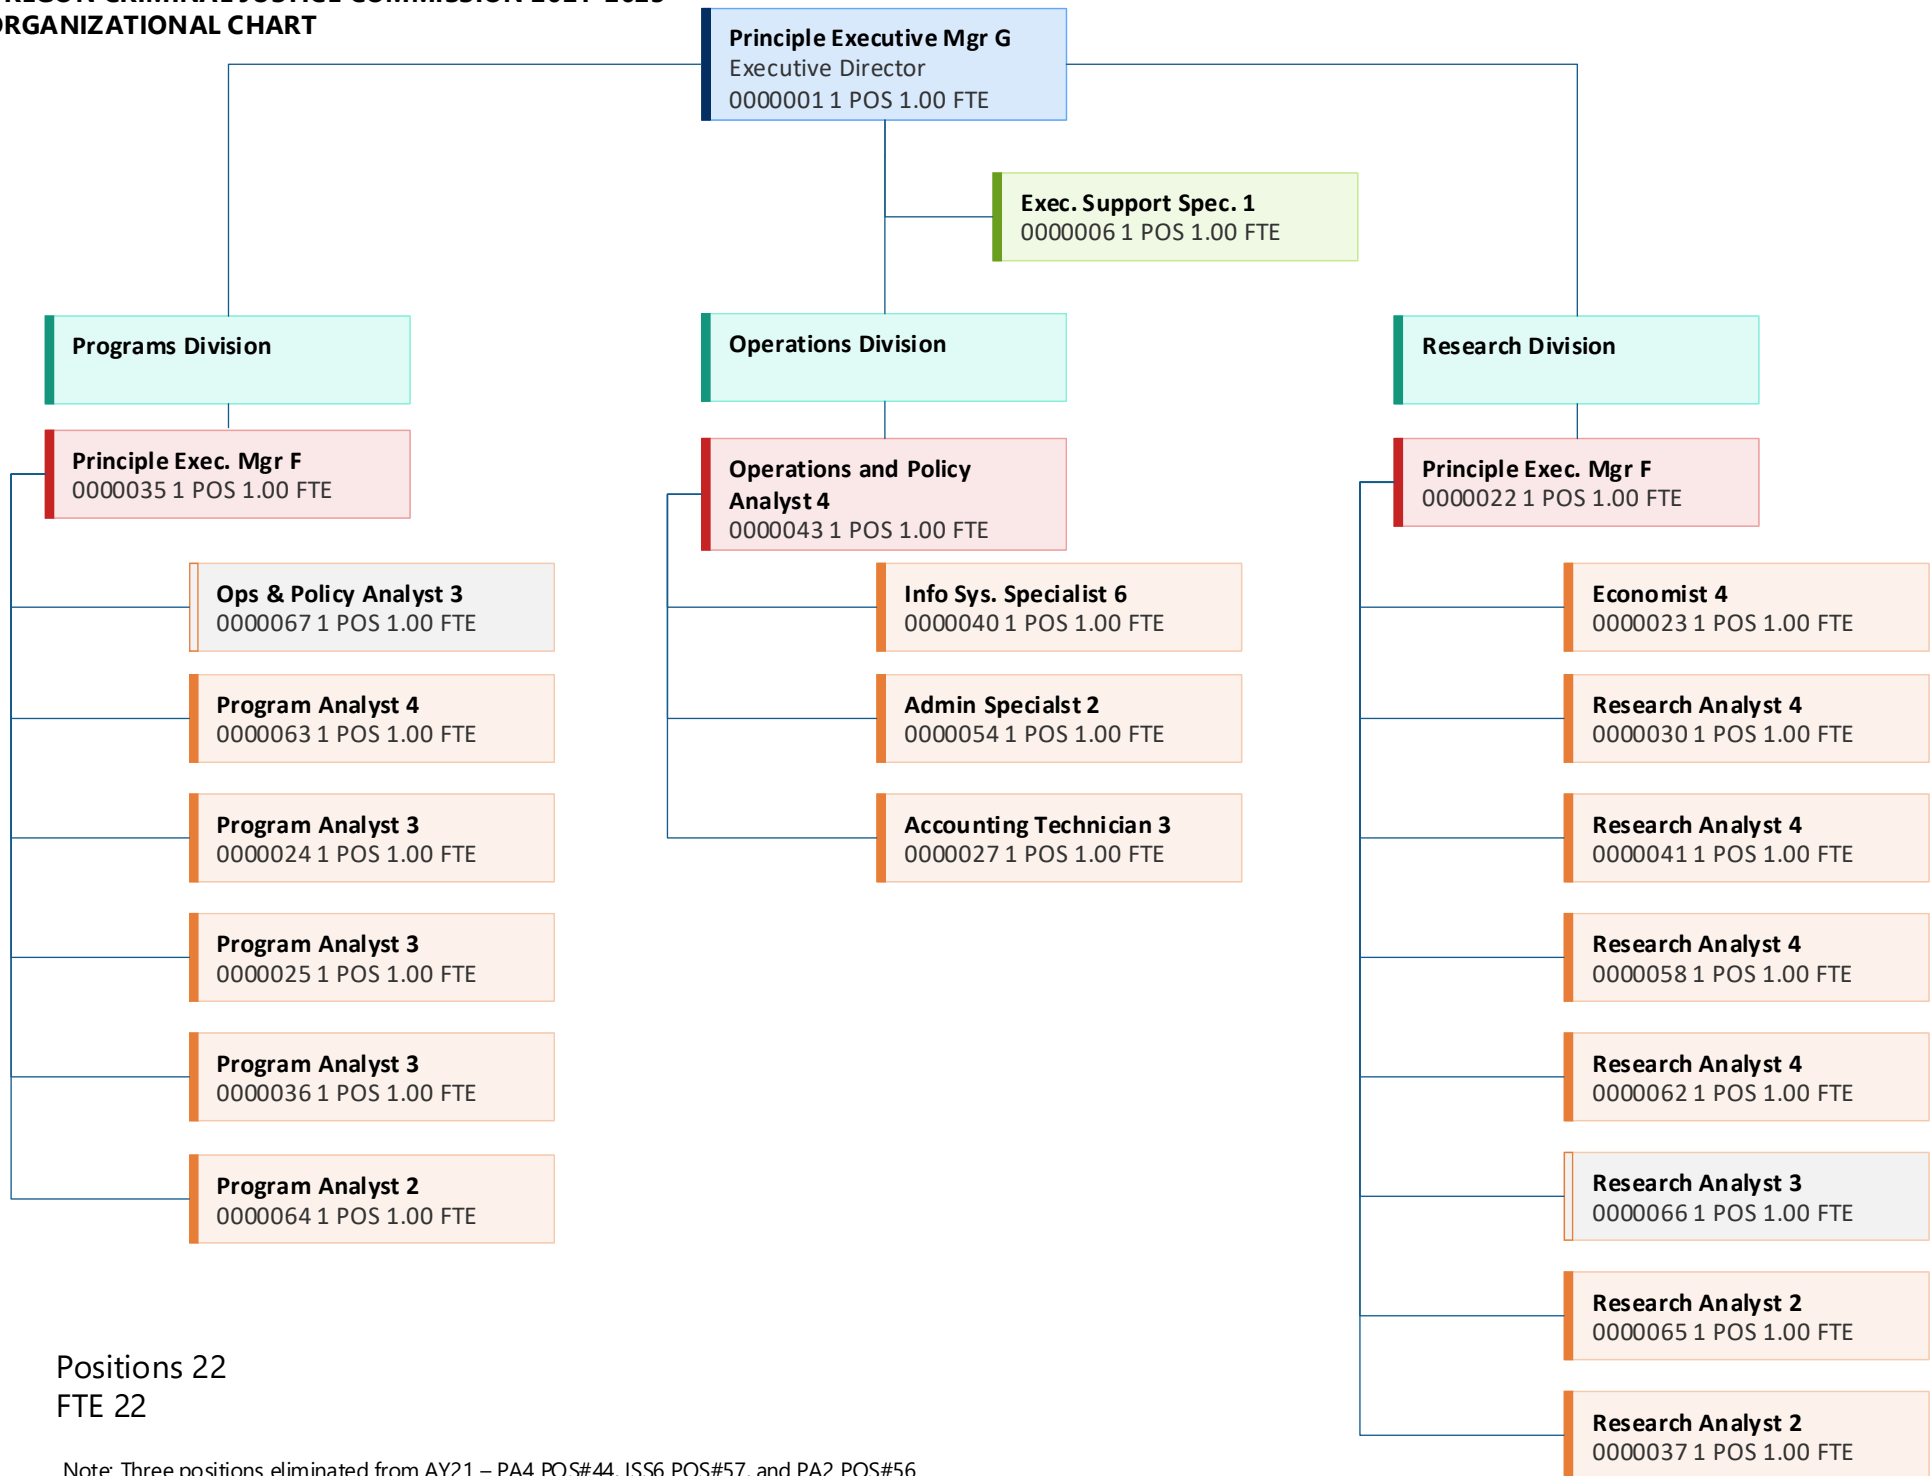 ORGANIZATIONAL CHART
Principle Executive Mgr G
Executive Director
0000001 1 POS 1.00 FTE
Exec. Support Spec. 1
0000006 1 POS 1.00 FTE
Programs Division
Principle Exec. Mgr F
0000035 1 POS 1.00 FTE
Ops & Policy Analyst 3
0000067 1 POS 1.00 FTE
Program Analyst 4
0000063 1 POS 1.00 FTE
Program Analyst 3
0000024 1 POS 1.00 FTE
Program Analyst 3
0000025 1 POS 1.00 FTE
Program Analyst 3
0000036 1 POS 1.00 FTE
Program Analyst 2
0000064 1 POS 1.00 FTE
Operations Division
Operations and Policy
Analyst 4
0000043 1 POS 1.00 FTE
Info Sys. Specialist 6
0000040 1 POS 1.00 FTE
Admin Specialst 2
0000054 1 POS 1.00 FTE
Accounting Technician 3
0000027 1 POS 1.00 FTE
Research Division
Principle Exec. Mgr F
0000022 1 POS 1.00 FTE
Economist 4
0000023 1 POS 1.00 FTE
Research Analyst 4
0000030 1 POS 1.00 FTE
Research Analyst 4
0000041 1 POS 1.00 FTE
Research Analyst 4
0000058 1 POS 1.00 FTE
Research Analyst 4
0000062 1 POS 1.00 FTE
Research Analyst 3
0000066 1 POS 1.00 FTE
Research Analyst 2
0000065 1 POS 1.00 FTE
Research Analyst 2
0000037 1 POS 1.00 FTE
Positions 22
FTE 22
Note: Three positions eliminated from AY21 – PA4 POS#44, ISS6 POS#57, and PA2 POS#56